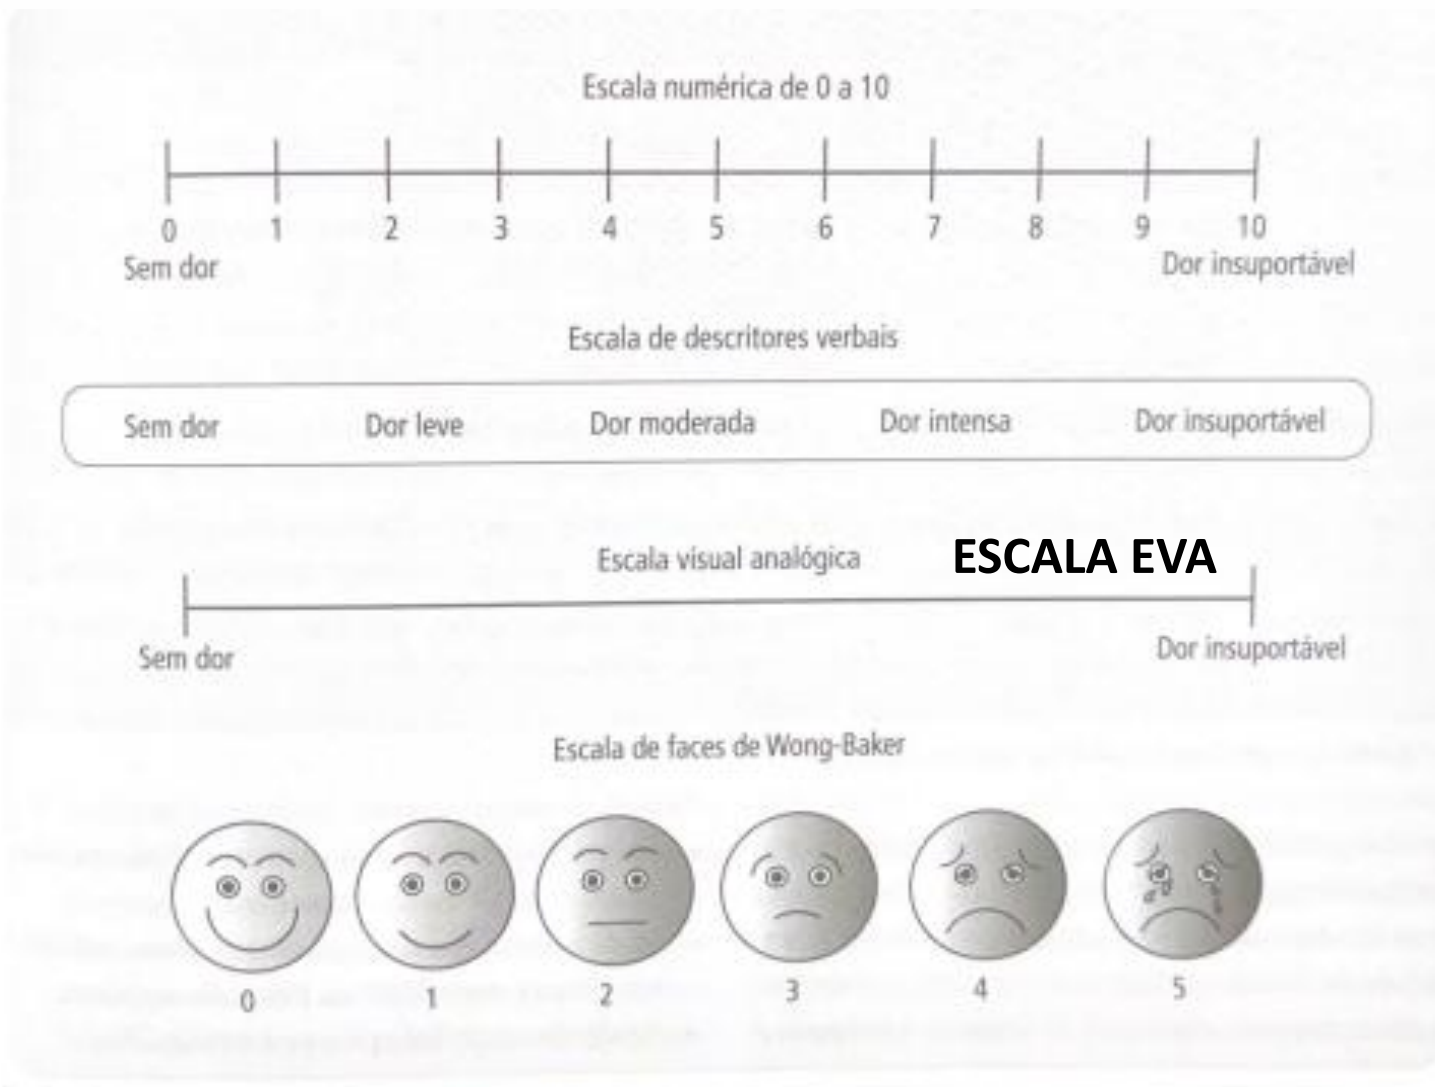 Escala numérica de 0 a 10
0 1 2 3 4 5 6 7 8 9 10
Sem dor Dor insuportável
Escala de descritores verbais
Sem dor Dor leve Dor moderada Dor intensa Dor insuportável
Escala visual analógica ESCALA EVA
Sem dor Dor insuportável
Escala de faces de Wong-Baker
0 1 2 3 4 5